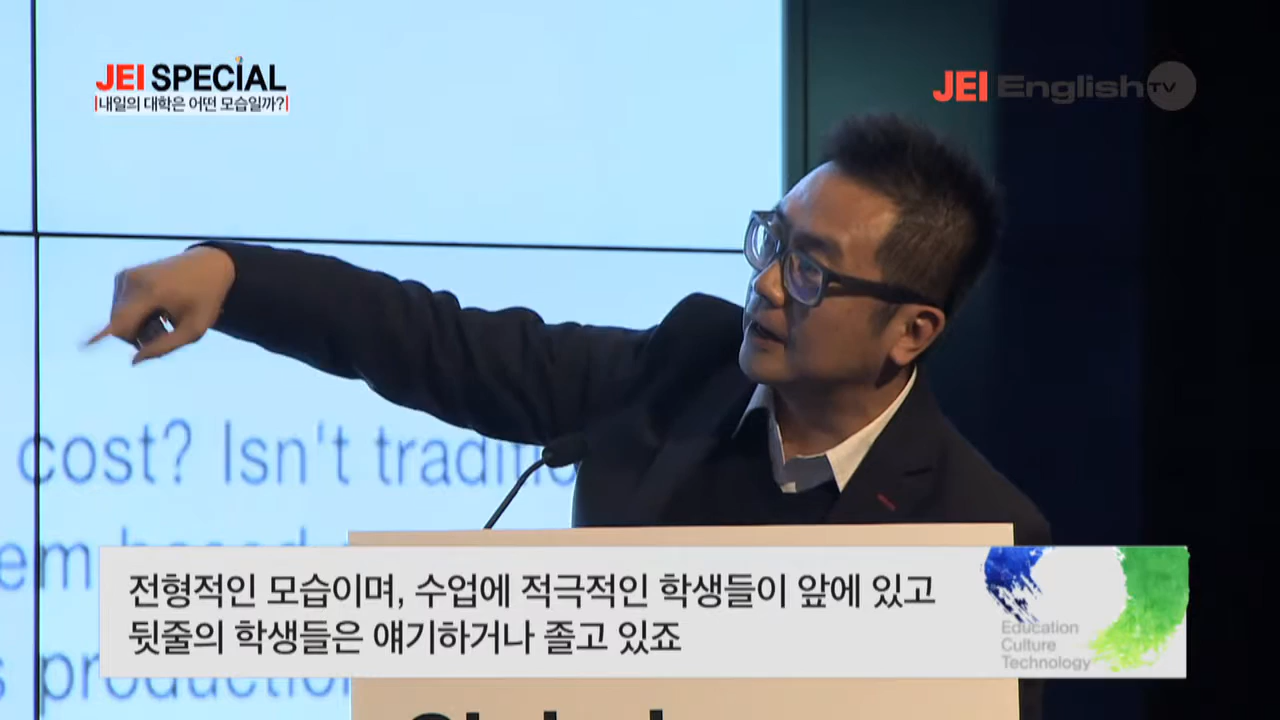 JEI SPECIAL
내일의 대학은 어떤 모습일까?
JEI English TV
cost? Isn't
전형적인 모습이며, 수업에 적극적인 학생들이 앞에 있고
뒷줄의 학생들은 얘기하거나 졸고 있죠
Education
Culture
Technology